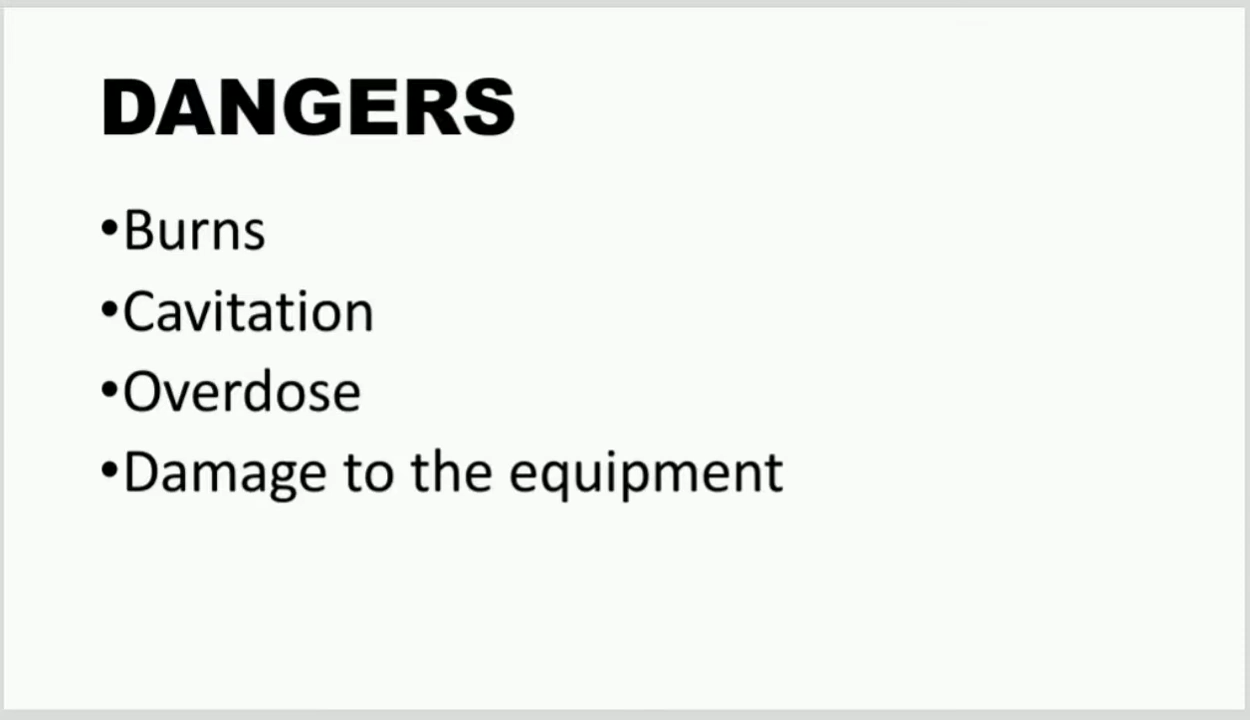 DANGERS
•Burns
•Cavitation
•Overdose
•Damage to the equipment